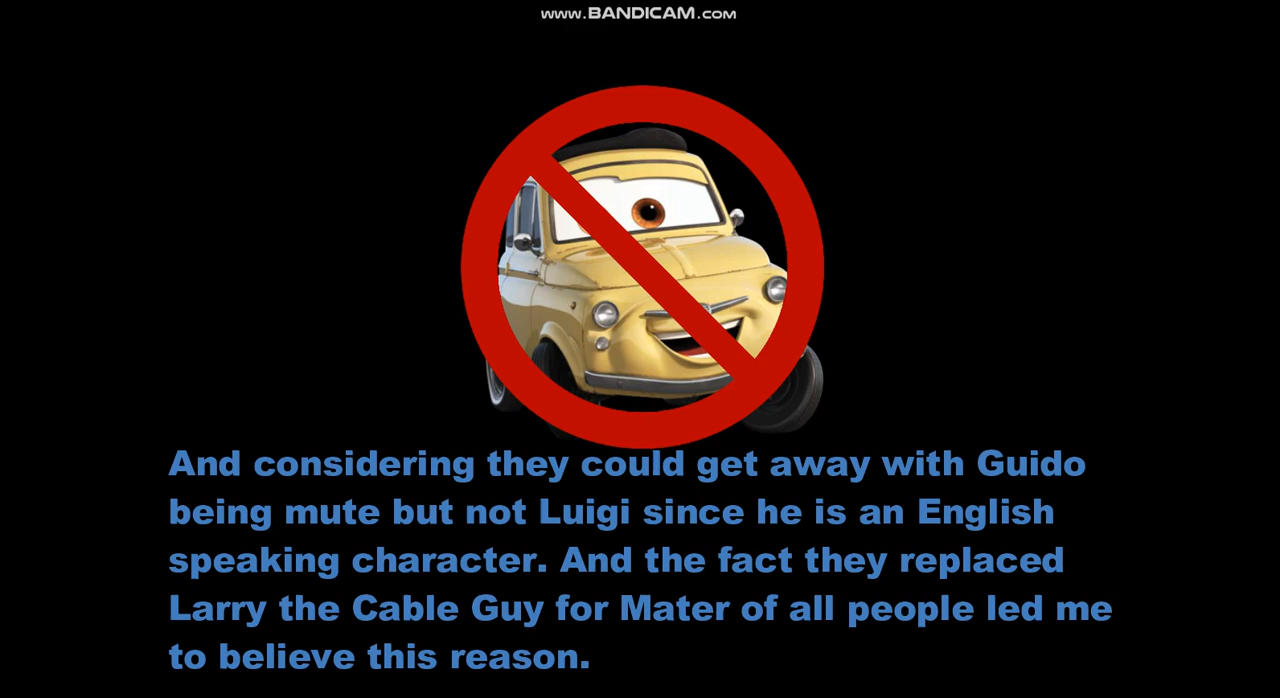 www.BANDICAM.com
And considering they could get away with Guido
being mute but not Luigi since he is an English
speaking character. And the fact they replaced
Larry the Cable Guy for Mater of all people led me
to believe this reason.